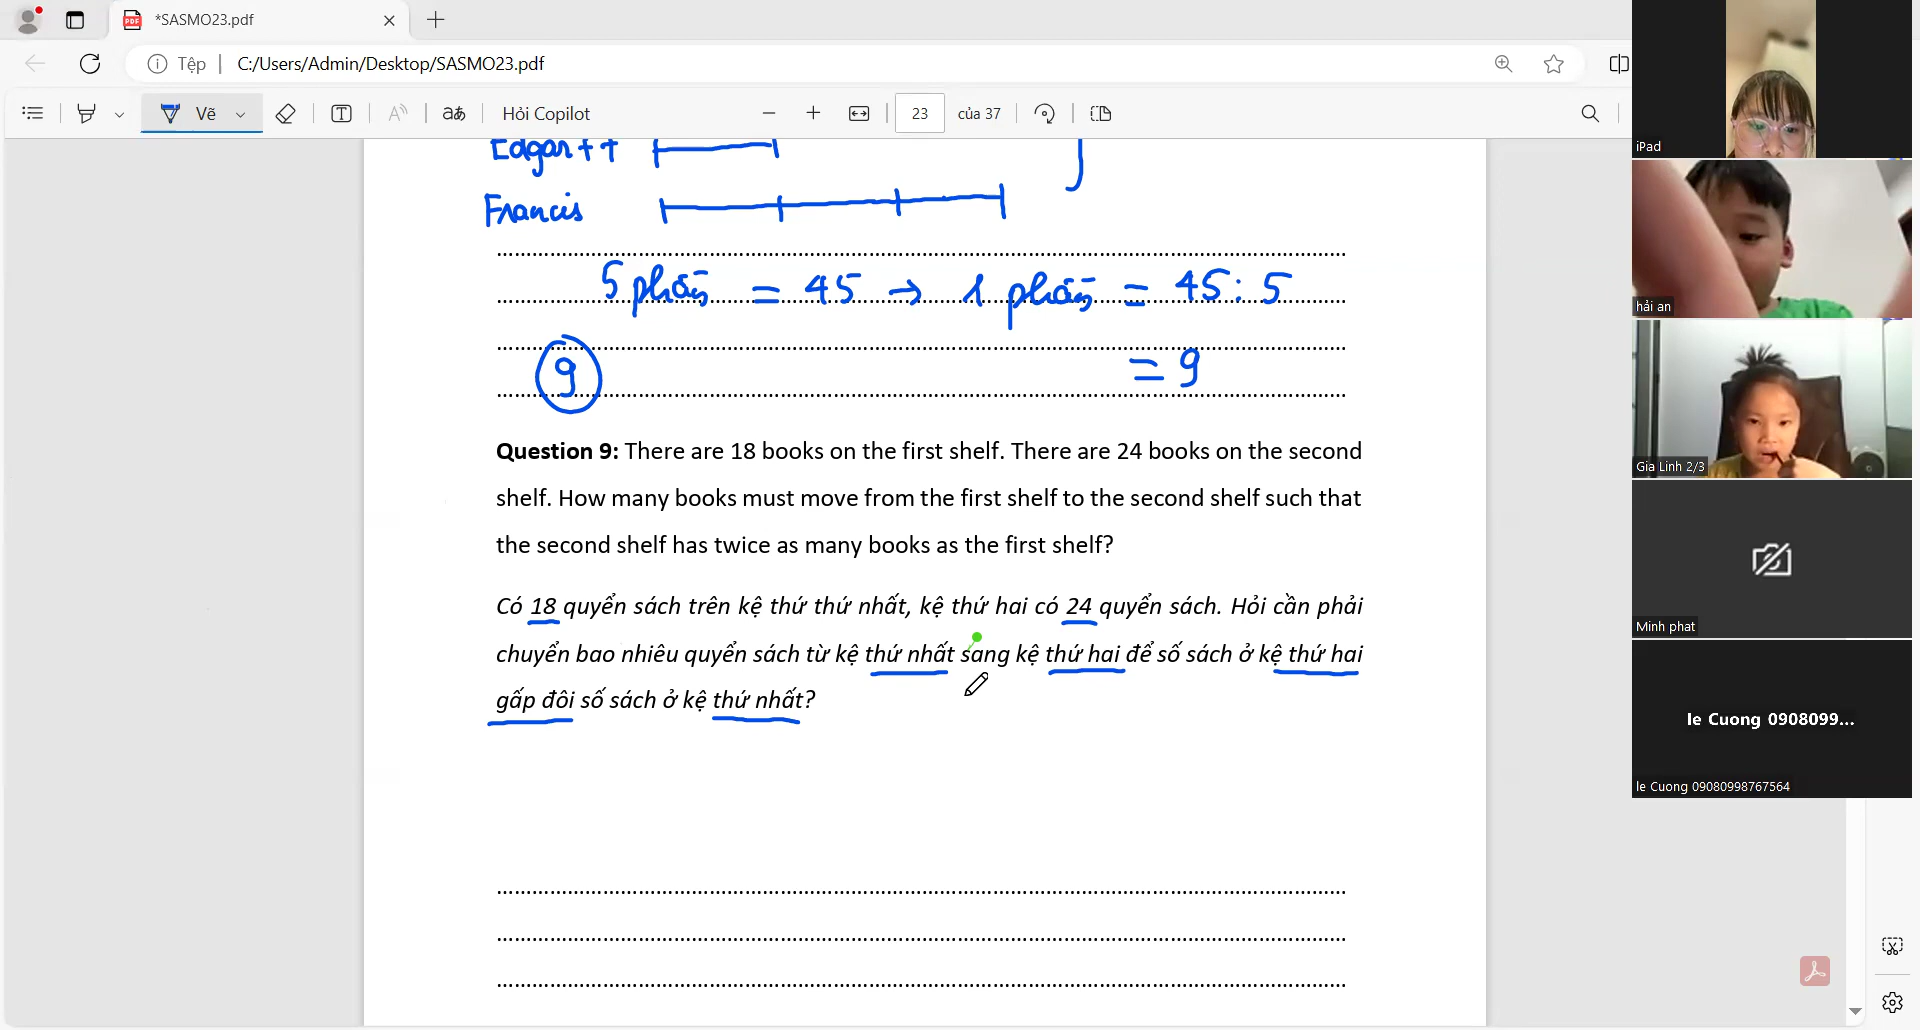 *SASMO23.pdf
Tệp
C:/Users/Admin/Desktop/SASMO23.pdf
Vẽ
Hỏi Copilot
23
của 37
iPad
Francis
5 phần = 45 → 1 phần = 45 : 5
9
= 9
hải an
Question 9: There are 18 books on the first shelf. There are 24 books on the second
shelf. How many books must move from the first shelf to the second shelf such that
the second shelf has twice as many books as the first shelf?
Gia Linh 2/3
Có 18 quyển sách trên kệ thứ thứ nhất, kệ thứ hai có 24 quyển sách. Hỏi cần phải
chuyển bao nhiêu quyển sách từ kệ thứ nhất sang kệ thứ hai để số sách ở kệ thứ hai
gấp đôi số sách ở kệ thứ nhất?
Minh phat
le Cuong 0908099...
le Cuong 09080998767564